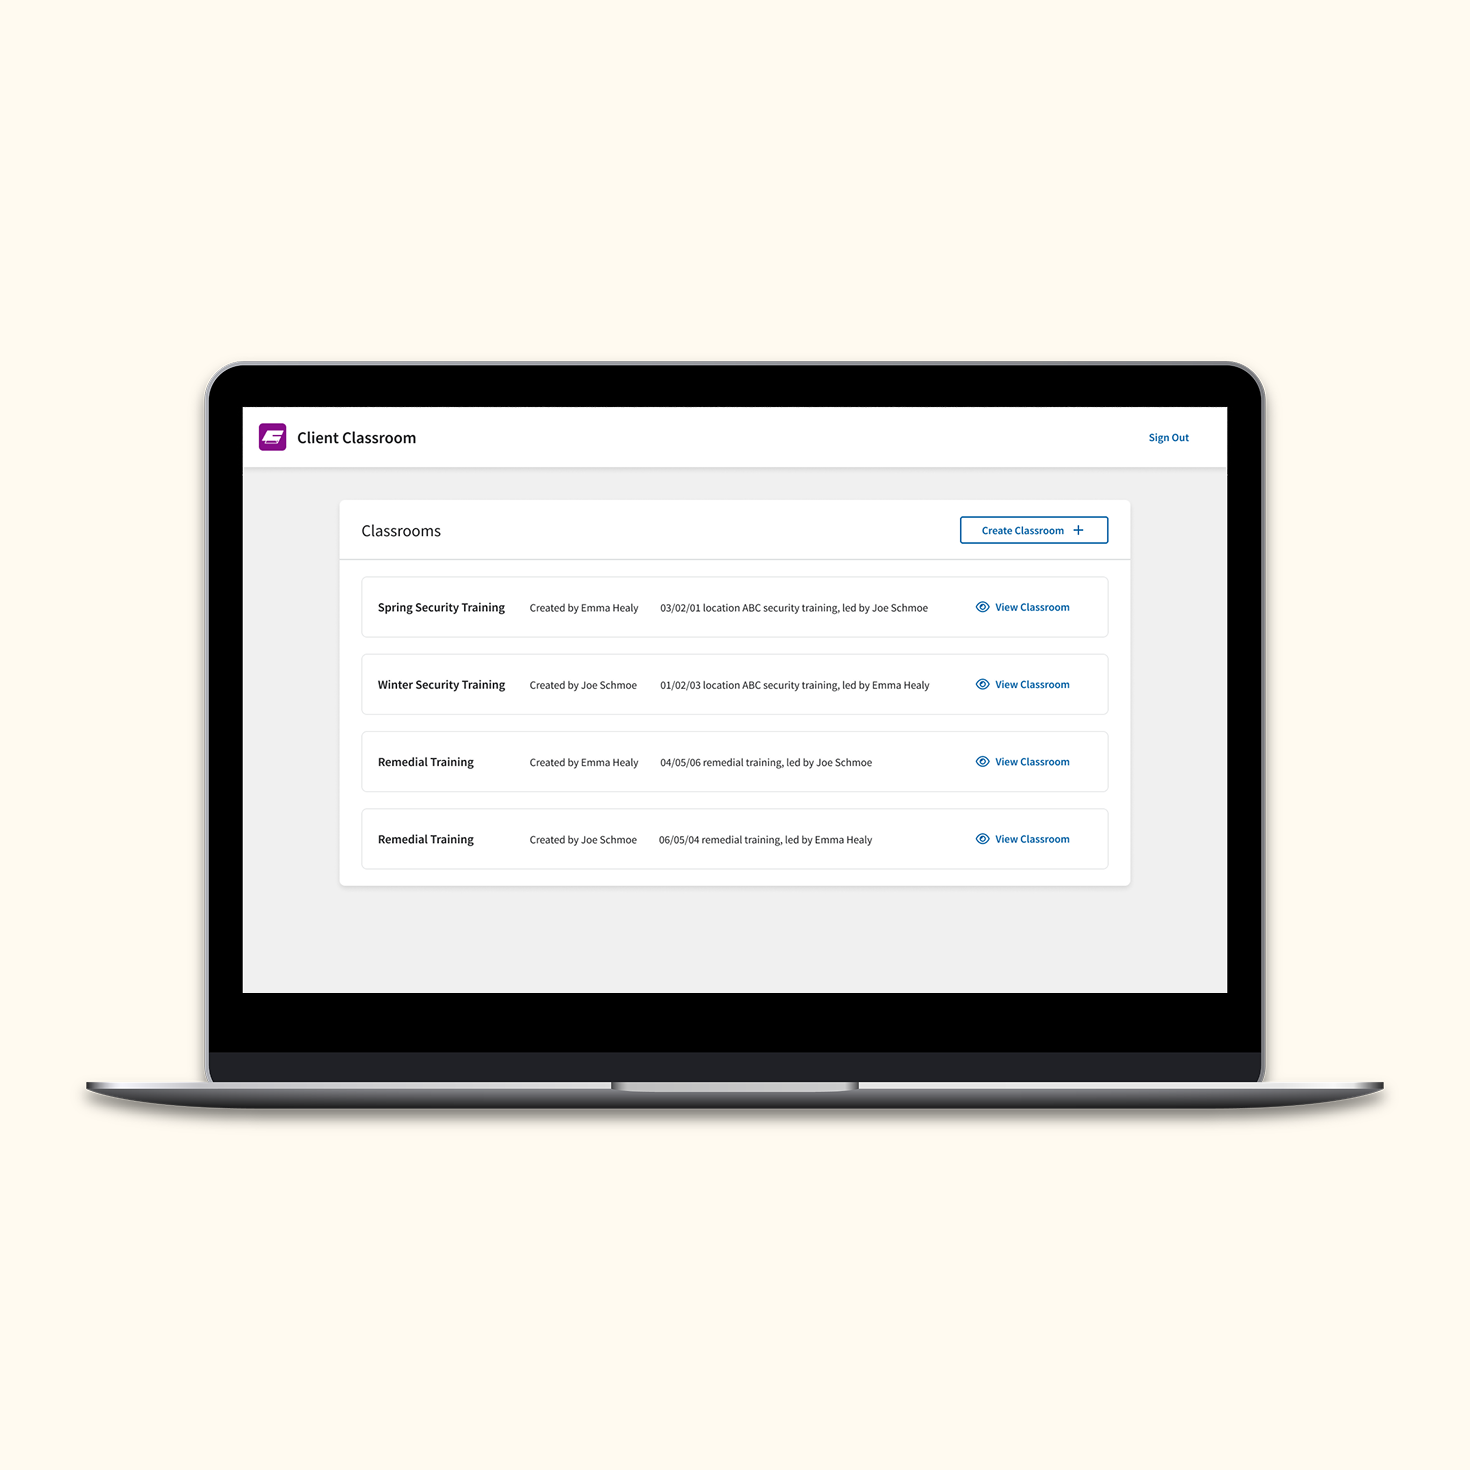 Client Classroom
Sign Out
Classrooms
Create Classroom
Spring Security Training Created by Emma Healy 03/02/01 location ABC security training, led by Joe Schmoe View Classroom
Winter Security Training Created by Joe Schmoe 01/02/03 location ABC security training, led by Emma Healy View Classroom
Remedial Training Created by Emma Healy 04/05/06 remedial training, led by Joe Schmoe View Classroom
Remedial Training Created by Joe Schmoe 06/05/04 remedial training, led by Emma Healy View Classroom